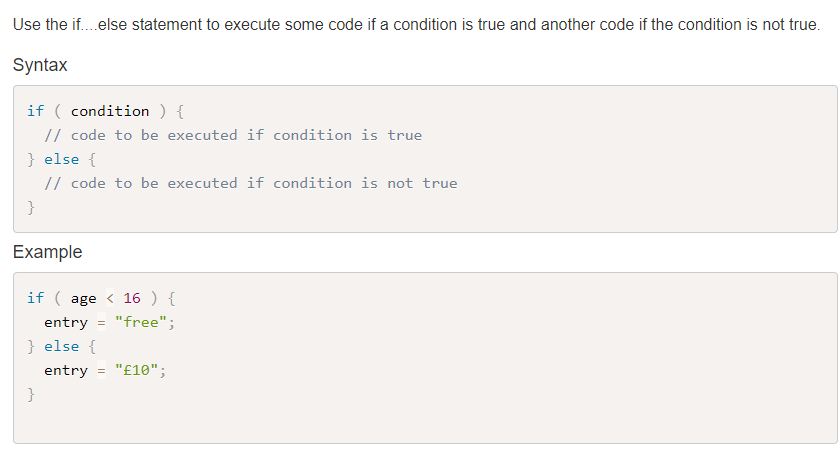 Use the if....else statement to execute some code if a condition is true and another code if the condition is not true.
Syntax
if ( condition ) {
  // code to be executed if condition is true
} else {
  // code to be executed if condition is not true
}
Example
if ( age < 16 ) {
  entry = "free";
} else {
  entry = "£10";
}